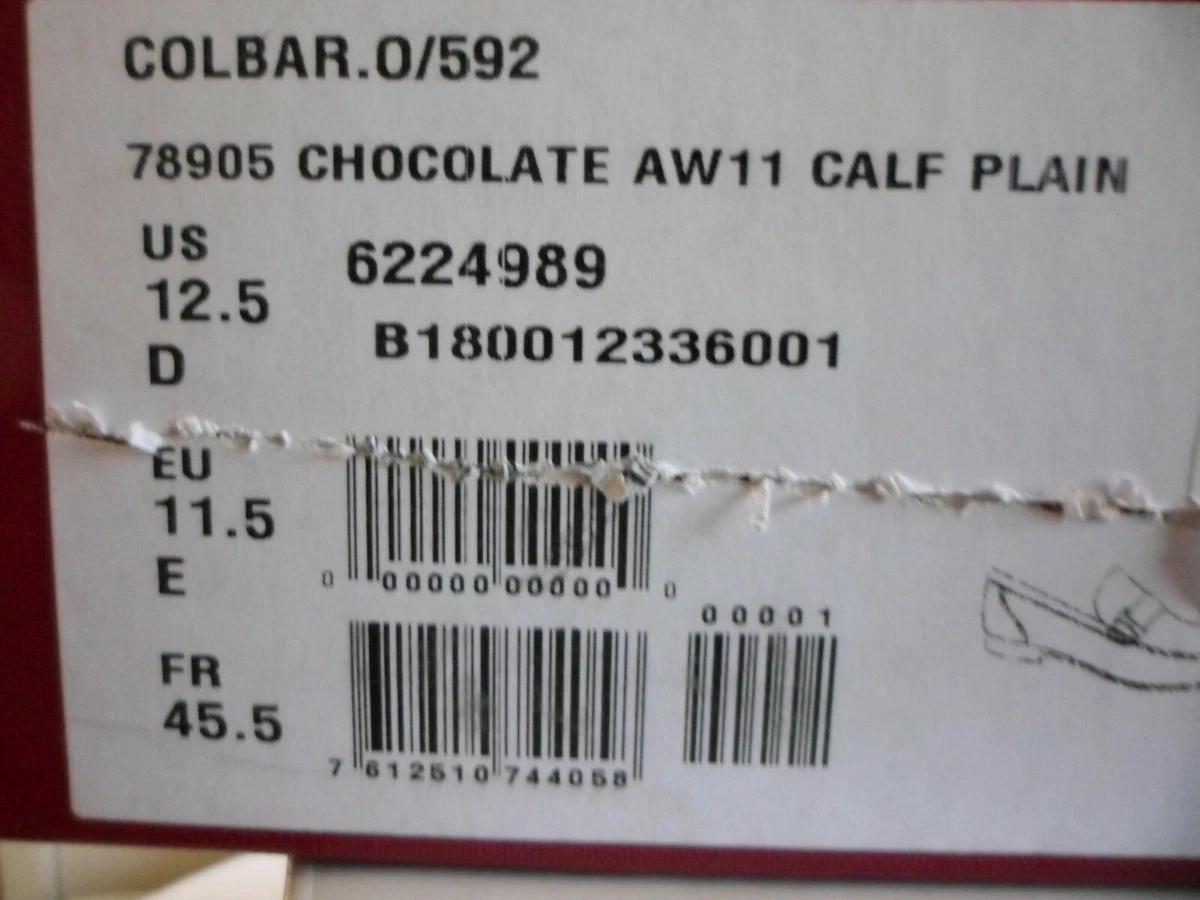 COLBAR.O/592
78905 CHOCOLATE AW11 CALF PLAIN
US
12.5
D
6224989
B180012336001
EU
11.5
E
0 00000 00000 0
00001
FR
45.5
7 612510 744058